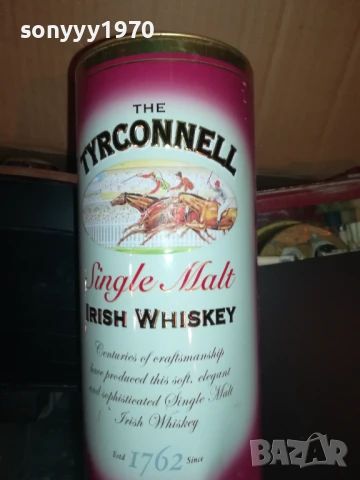 sonyyy1970
THE
TYRCONNELL
Single Malt
IRISH WHISKEY
Centuries of craftsmanship
have produced this soft, elegant
and sophisticated Single Malt
Irish Whiskey
Estd 1762 Since
BAZAR